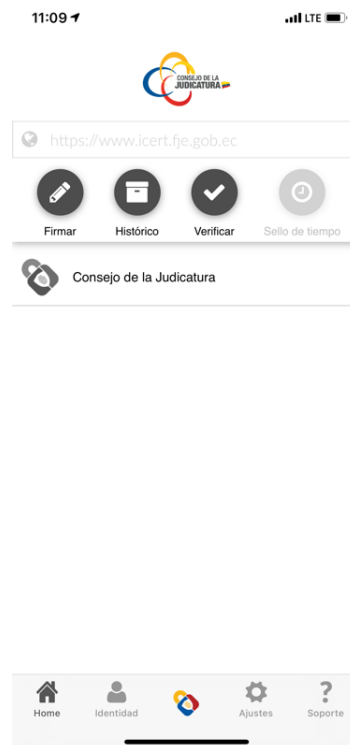 11:09
LTE
CONSEJO DE LA
JUDICATURA
https://www.icert.fje.gob.ec
Firmar Histórico Verificar Sello de tiempo
Consejo de la Judicatura
Home Identidad Ajustes Soporte